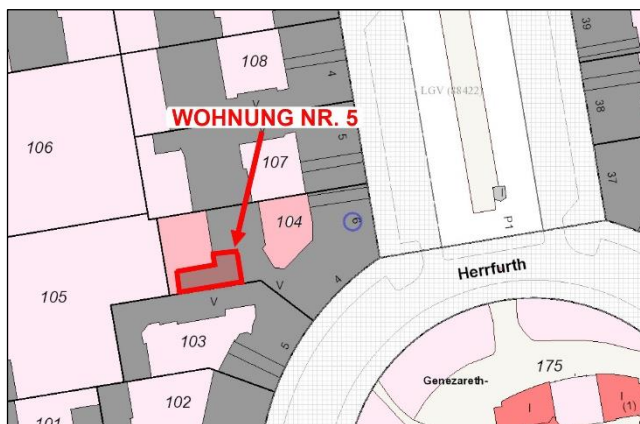 108
4
39
LGV (88422)
38
V
WOHNUNG NR. 5
106
5
107
37
104
6
P1
I
Herrfurth
4
105
V
103
5
175
Genezareth-
102
101
I
I
(1)